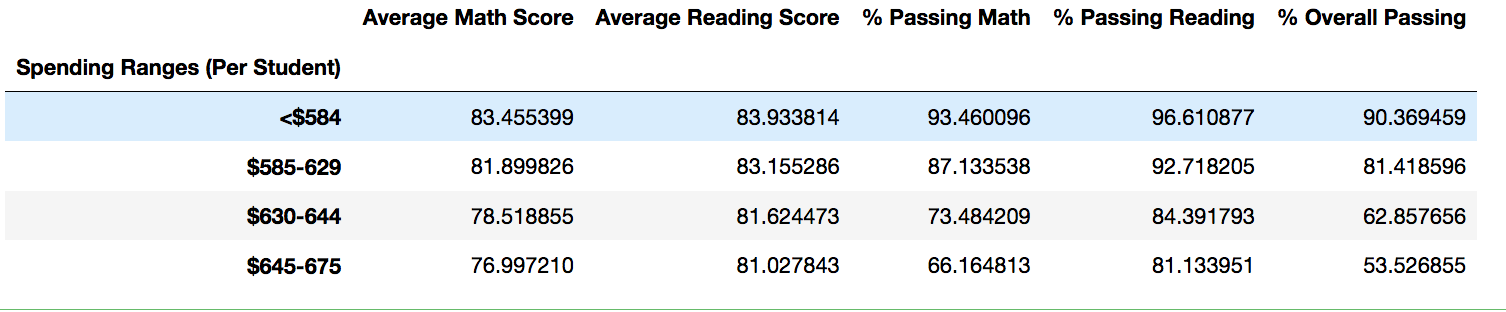 Average Math Score Average Reading Score % Passing Math % Passing Reading % Overall Passing
Spending Ranges (Per Student)
<$584 83.455399 83.933814 93.460096 96.610877 90.369459
$585-629 81.899826 83.155286 87.133538 92.718205 81.418596
$630-644 78.518855 81.624473 73.484209 84.391793 62.857656
$645-675 76.997210 81.027843 66.164813 81.133951 53.526855